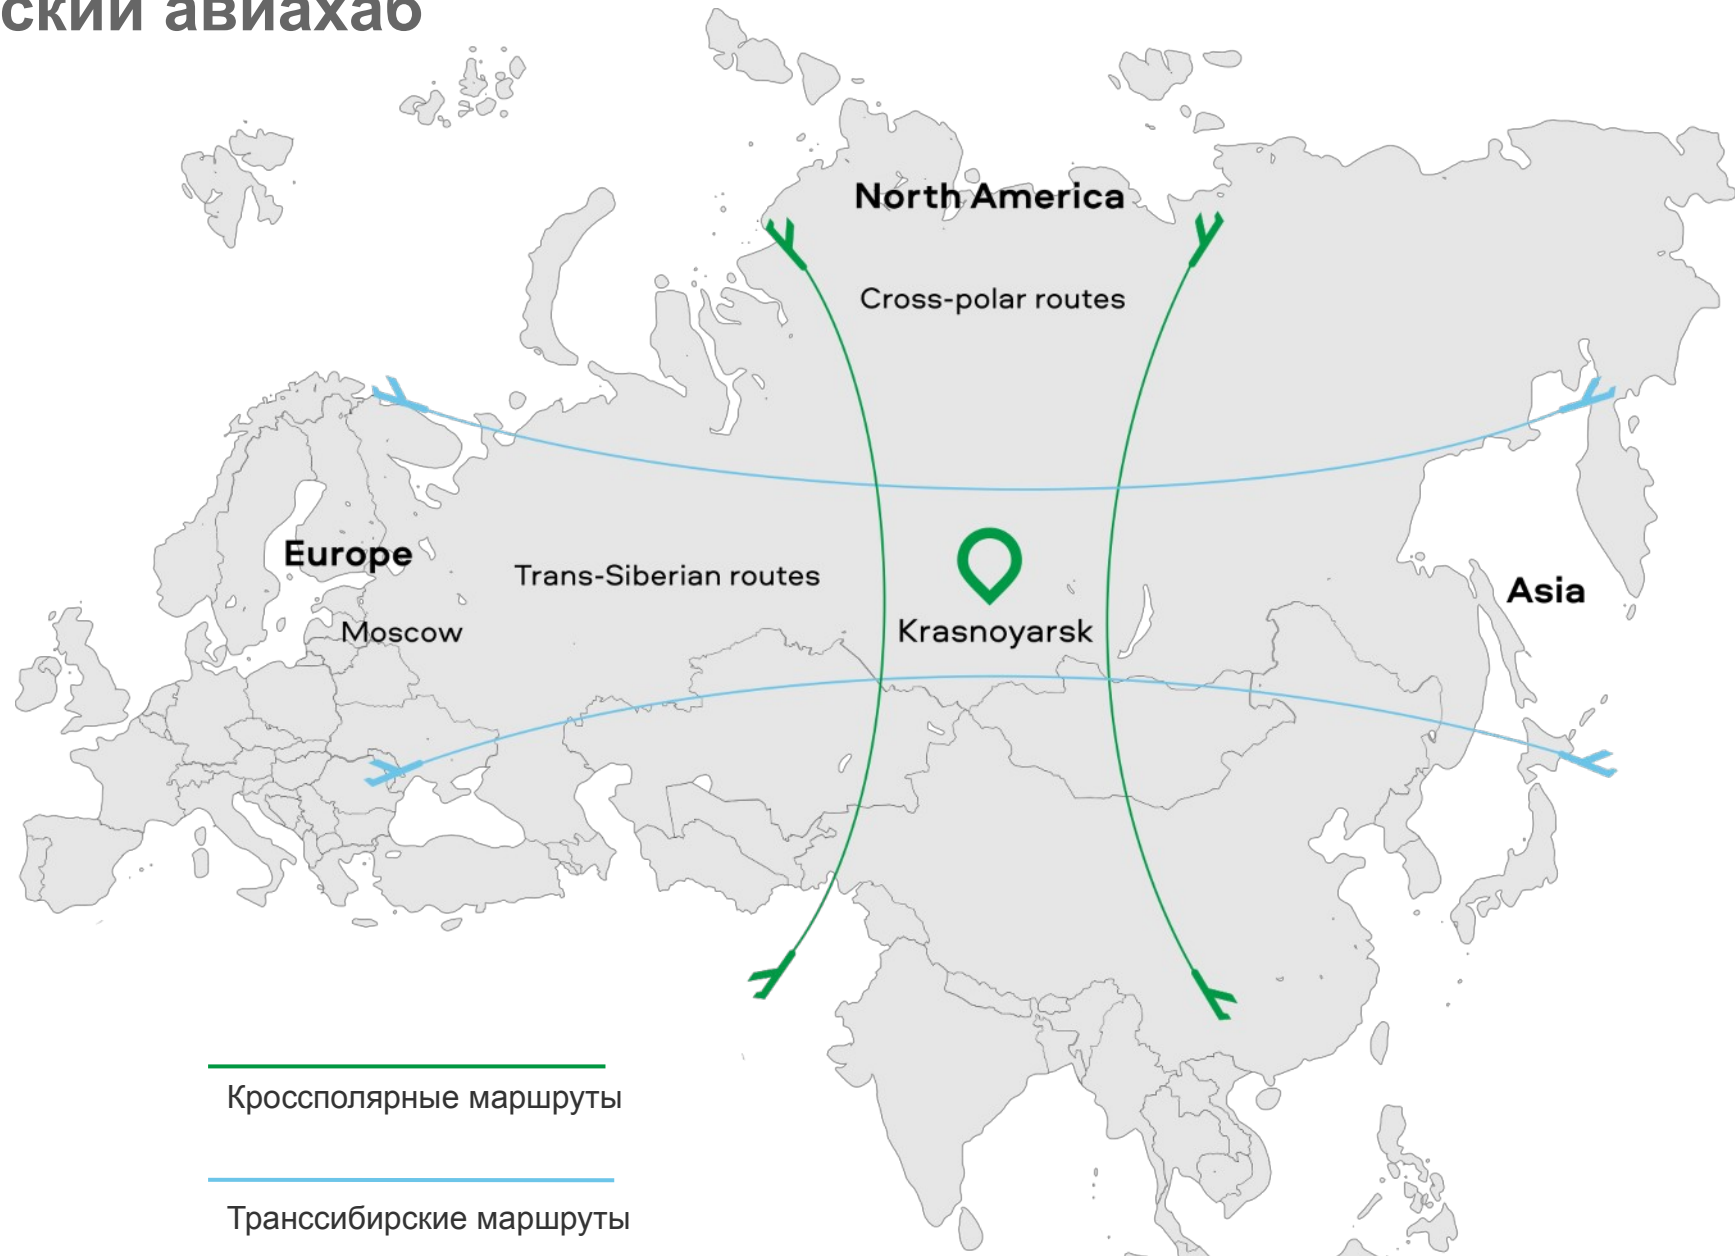 ский авиахаб
North America
Cross-polar routes
Europe
Trans-Siberian routes
Asia
Moscow
Krasnoyarsk
Кроссполярные маршруты
Транссибирские маршруты